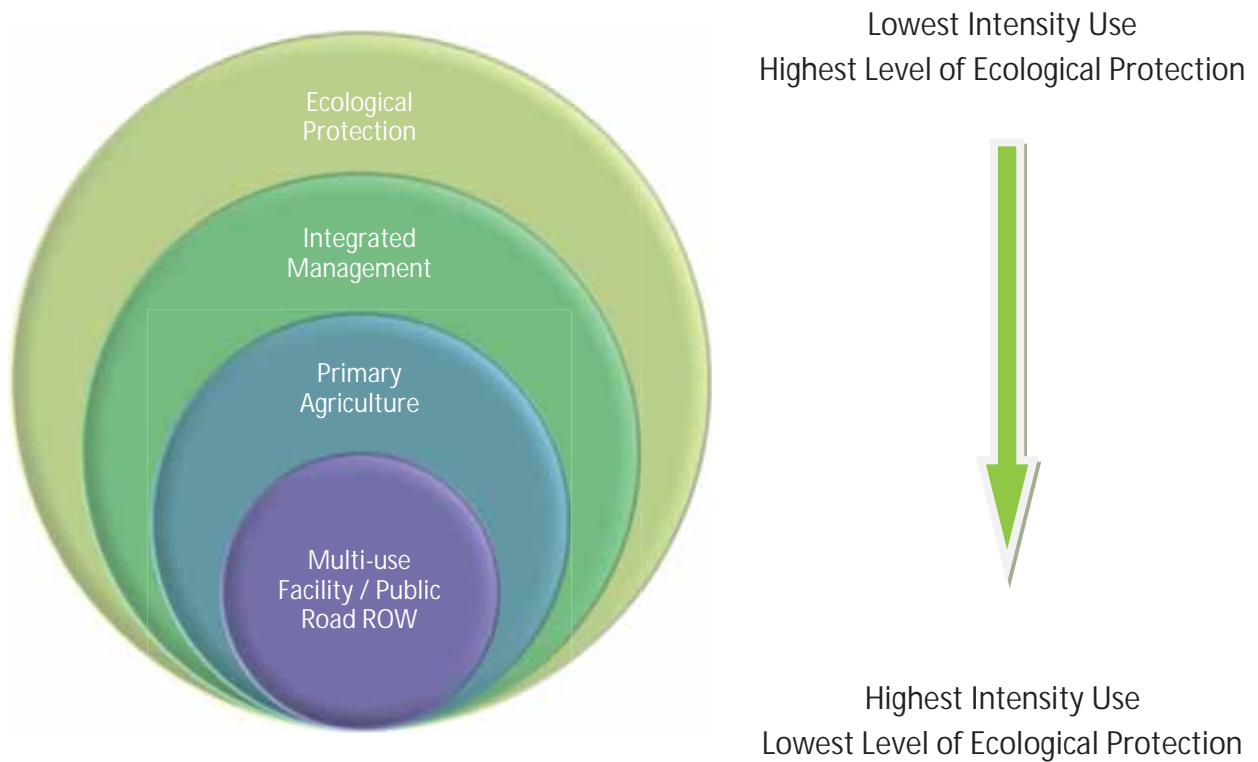 Ecological
Protection
Integrated
Management
Primary
Agriculture
Multi-use
Facility / Public
Road ROW
Lowest Intensity Use
Highest Level of Ecological Protection
Highest Intensity Use
Lowest Level of Ecological Protection